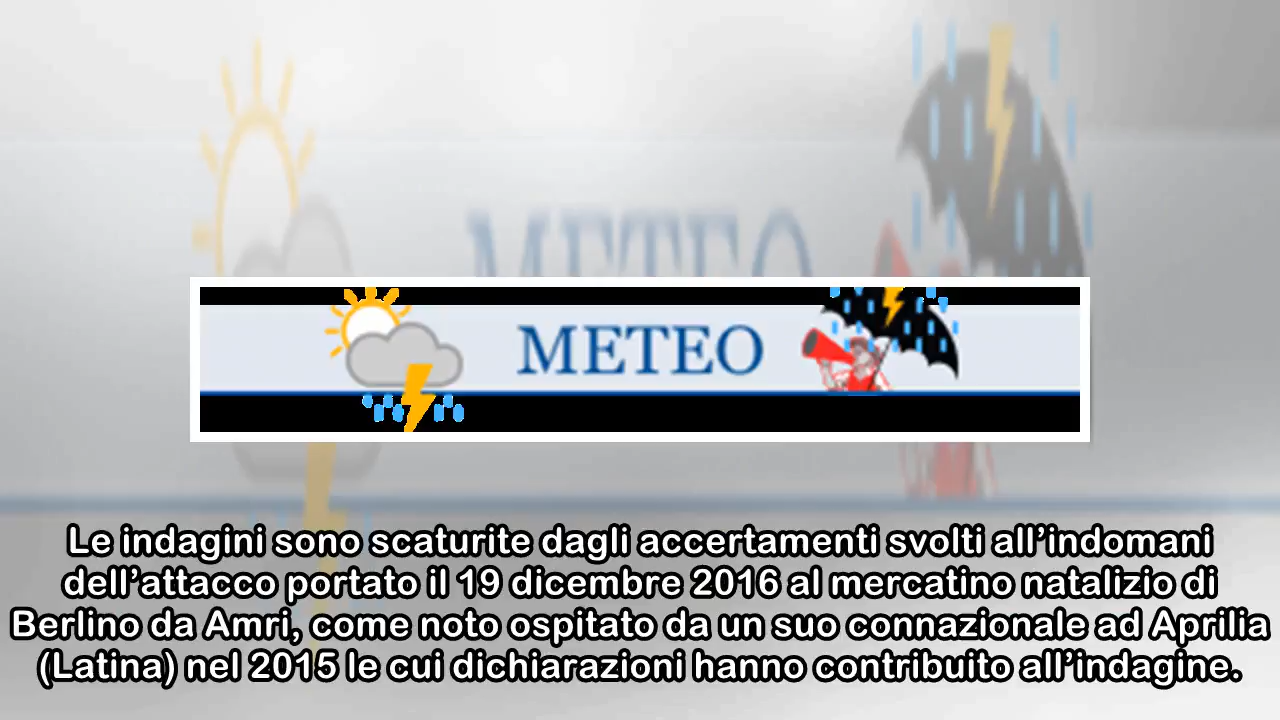 METEO
METEO
Le indagini sono scaturite dagli accertamenti svolti all’indomani
dell’attacco portato il 19 dicembre 2016 al mercatino natalizio di
Berlino da Amri, come noto ospitato da un suo connazionale ad Aprilia
(Latina) nel 2015 le cui dichiarazioni hanno contribuito all’indagine.